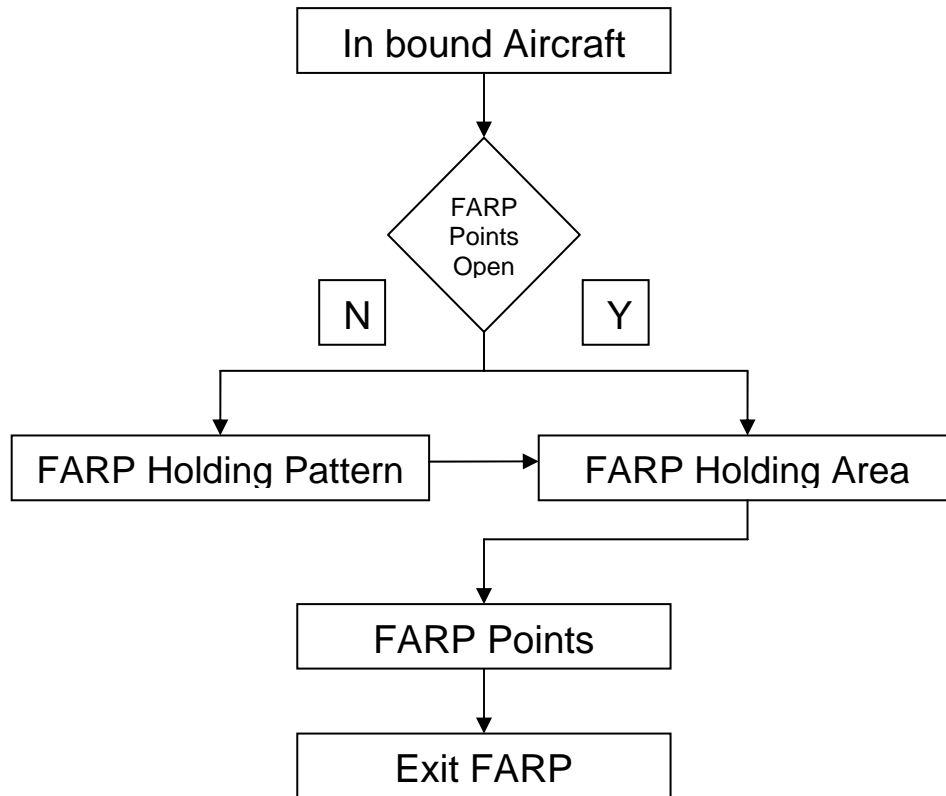 In bound Aircraft
FARP
Points
Open
N
Y
FARP Holding Pattern
FARP Holding Area
FARP Points
Exit FARP